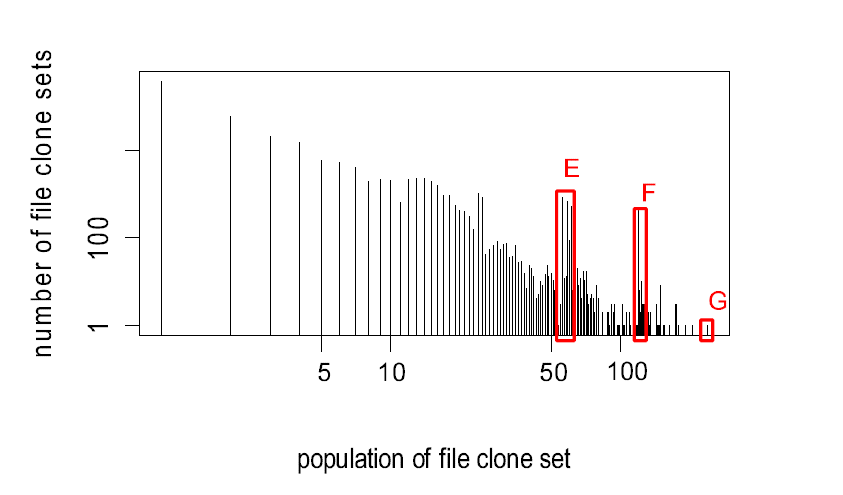 number of file clone sets
100
1
E
F
G
5 10 50 100
population of file clone set